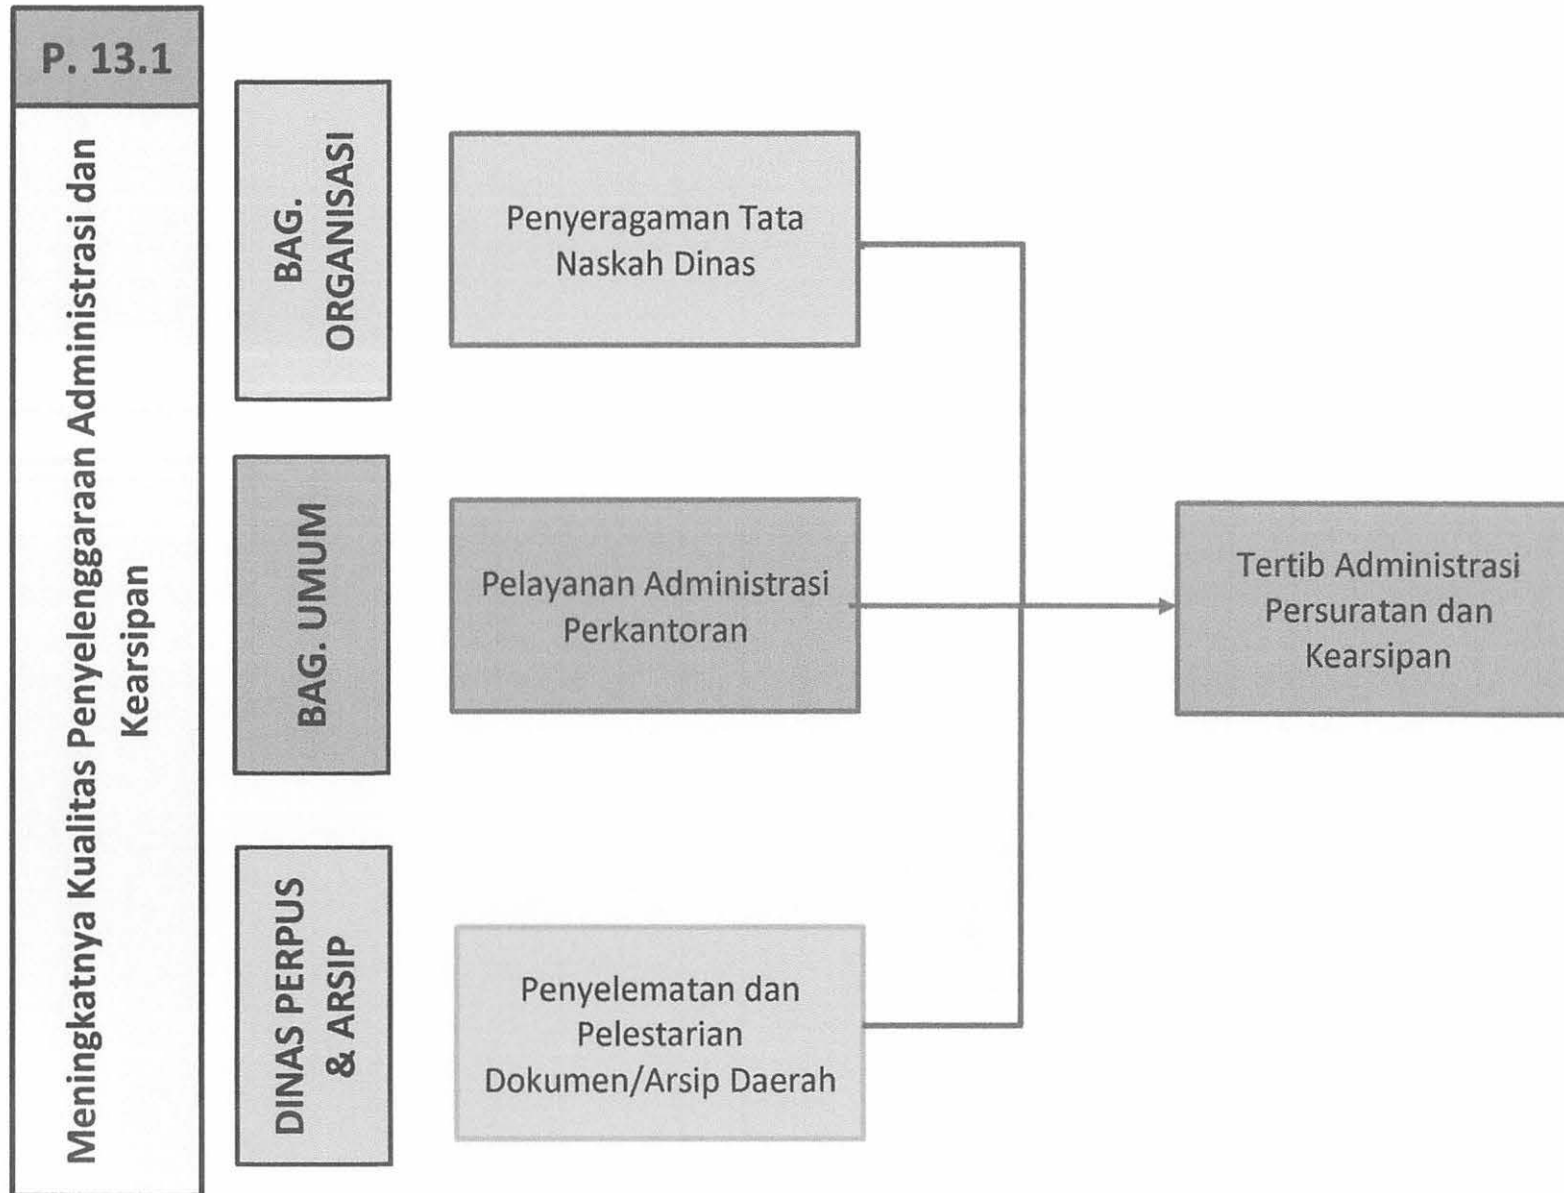 P. 13.1
Meningkatnya Kualitas Penyelenggaraan Administrasi dan
Kearsipan
BAG.
ORGANISASI
Penyeragaman Tata
Naskah Dinas
BAG. UMUM
Pelayanan Administrasi
Perkantoran
Tertib Administrasi
Persuratan dan
Kearsipan
DINAS PERPUS
& ARSIP
Penyelematan dan
Pelestarian
Dokumen/Arsip Daerah